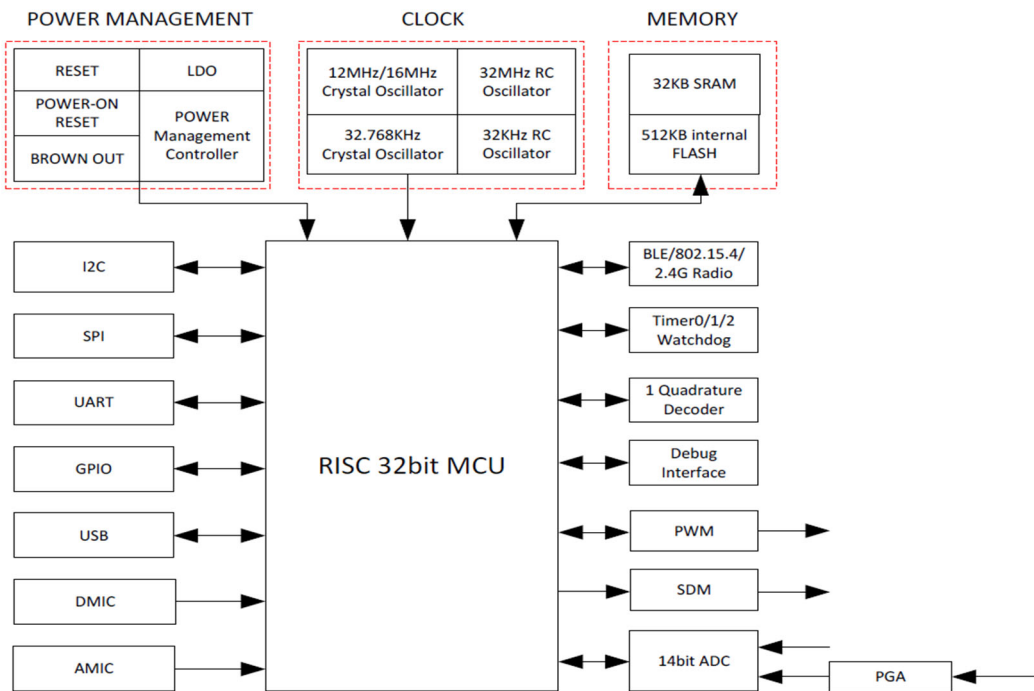 POWER MANAGEMENT
CLOCK
MEMORY
RESET
LDO
POWER-ON
RESET
POWER
Management
Controller
BROWN OUT
12MHz/16MHz
Crystal Oscillator
32MHz RC
Oscillator
32.768KHz
Crystal Oscillator
32KHz RC
Oscillator
32KB SRAM
512KB internal
FLASH
I2C
SPI
UART
GPIO
USB
DMIC
AMIC
RISC 32bit MCU
BLE/802.15.4/
2.4G Radio
Timer0/1/2
Watchdog
1 Quadrature
Decoder
Debug
Interface
PWM
SDM
14bit ADC
PGA